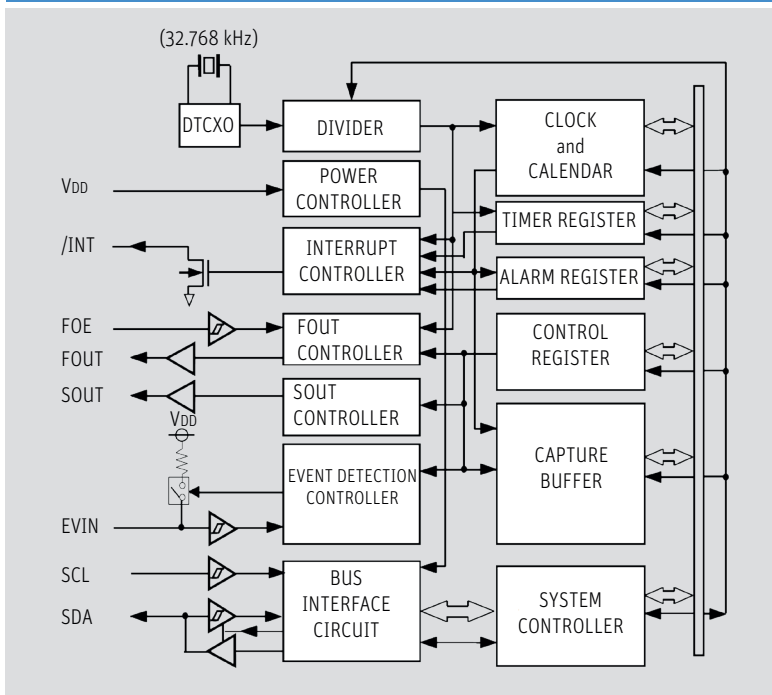 (32.768 kHz)
DTCXO
DIVIDER
CLOCK
and
CALENDAR
VDD
POWER
CONTROLLER
TIMER REGISTER
/INT
INTERRUPT
CONTROLLER
ALARM REGISTER
FOE
FOUT
FOUT
CONTROLLER
CONTROL
REGISTER
SOUT
SOUT
CONTROLLER
VDD
EVENT DETECTION
CONTROLLER
CAPTURE
BUFFER
EVIN
SCL
SDA
BUS
INTERFACE
CIRCUIT
SYSTEM
CONTROLLER